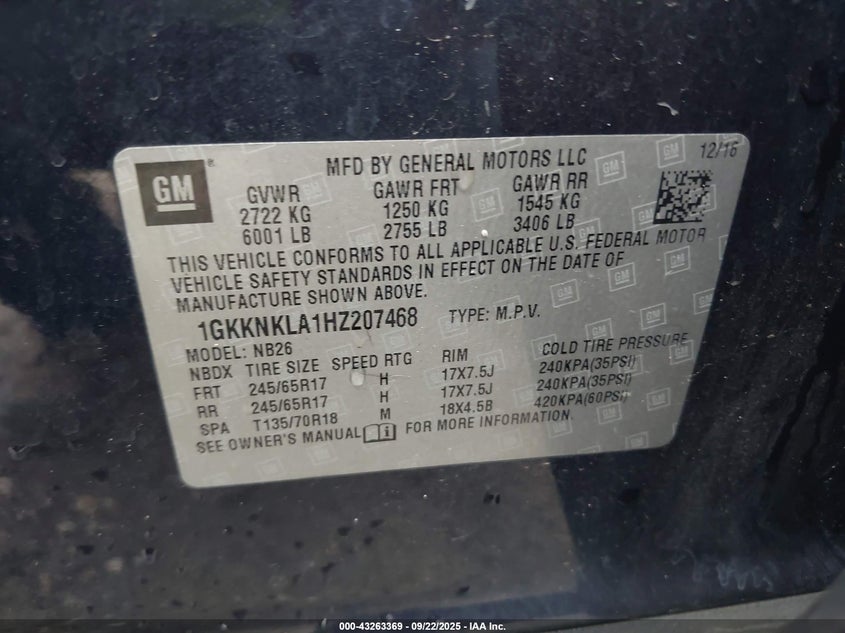 GM ®
MFD BY GENERAL MOTORS LLC
12/16
GVWR GAWR FRT GAWR RR
2722 KG 1250 KG 1545 KG
6001 LB 2755 LB 3406 LB
THIS VEHICLE CONFORMS TO ALL APPLICABLE U.S. FEDERAL MOTOR
VEHICLE SAFETY STANDARDS IN EFFECT ON THE DATE OF
MANUFACTURE SHOWN ABOVE.
1GKKNKLA1HZ207468 TYPE: M.P.V.
MODEL: NB26
NBDX TIRE SIZE SPEED RTG RIM COLD TIRE PRESSURE
FRT 245/65R17 H 17X7.5J 240KPA(35PSI)
RR 245/65R17 H 17X7.5J 240KPA(35PSI)
SPA T135/70R18 M 18X4.5B 420KPA(60PSI)
SEE OWNER'S MANUAL FOR MORE INFORMATION.
000-43263369 - 09/22/2025 - IAA Inc.